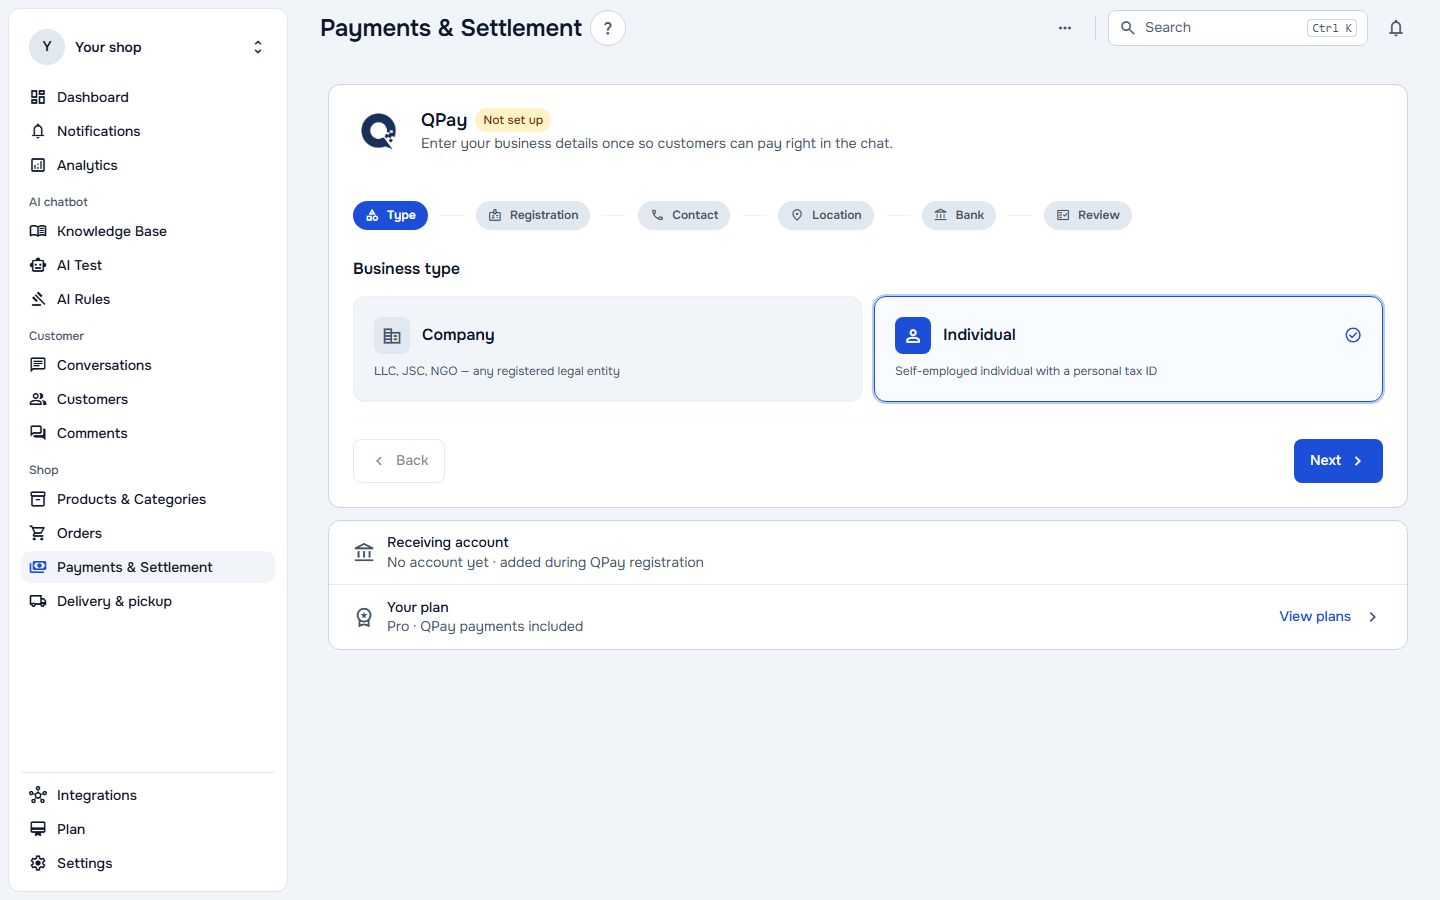 Y
Your shop
Dashboard
Notifications
Analytics
AI chatbot
Knowledge Base
AI Test
AI Rules
Customer
Conversations
Customers
Comments
Shop
Products & Categories
Orders
Payments & Settlement
Delivery & pickup
Integrations
Plan
Settings
Payments & Settlement
?
Search
Ctrl K
QPay
Not set up
Enter your business details once so customers can pay right in the chat.
Type
Registration
Contact
Location
Bank
Review
Business type
Company
LLC, JSC, NGO — any registered legal entity
Individual
Self-employed individual with a personal tax ID
Back
Next
Receiving account
No account yet · added during QPay registration
Your plan
Pro · QPay payments included
View plans